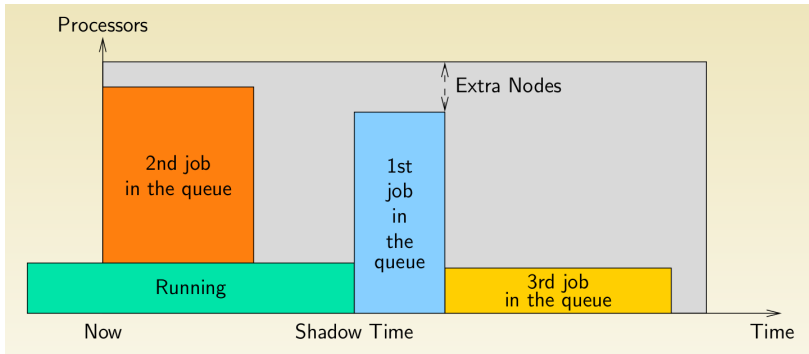 Processors
Extra Nodes
2nd job
in the queue
1st
job
in
the
queue
Running
3rd job
in the queue
Now
Shadow Time
Time